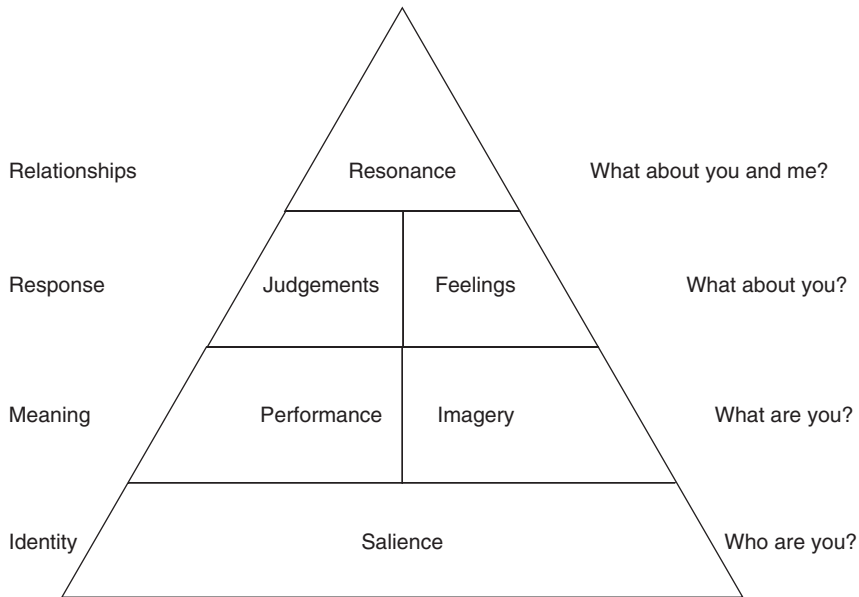 Relationships Resonance What about you and me?
Response Judgements Feelings What about you?
Meaning Performance Imagery What are you?
Identity Salience Who are you?